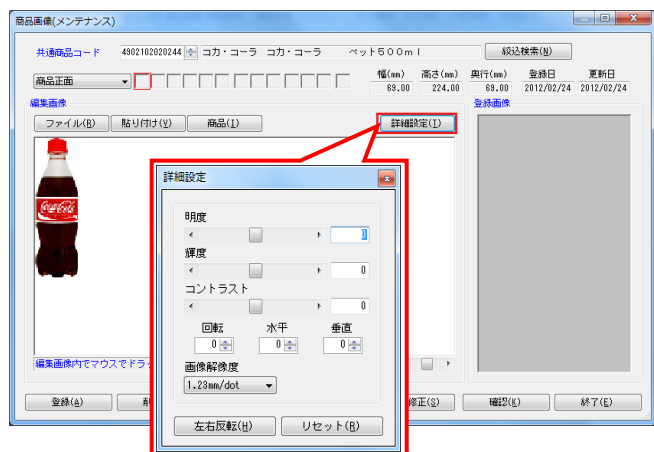 商品画像(メンテナンス)
共通商品コード 4902102020244 コカ・コーラ コカ・コーラ ペット500ml 絞込検索(N)
幅(mm) 高さ(mm) 奥行(mm) 登録日 更新日
商品正面 69.00 224.00 69.00 2012/02/24 2012/02/24
編集画像 登録画像
ファイル(R) 貼り付け(V) 商品(I) 詳細設定(T)
Coca-Cola
詳細設定
明度
0
輝度
0
コントラスト
0
回転 水平 垂直
0 0 0
画像解像度
1.23mm/dot
左右反転(H) リセット(R)
編集画像内でマウスでドラッ
登録(A) 修正(S) 確認(K) 終了(E)